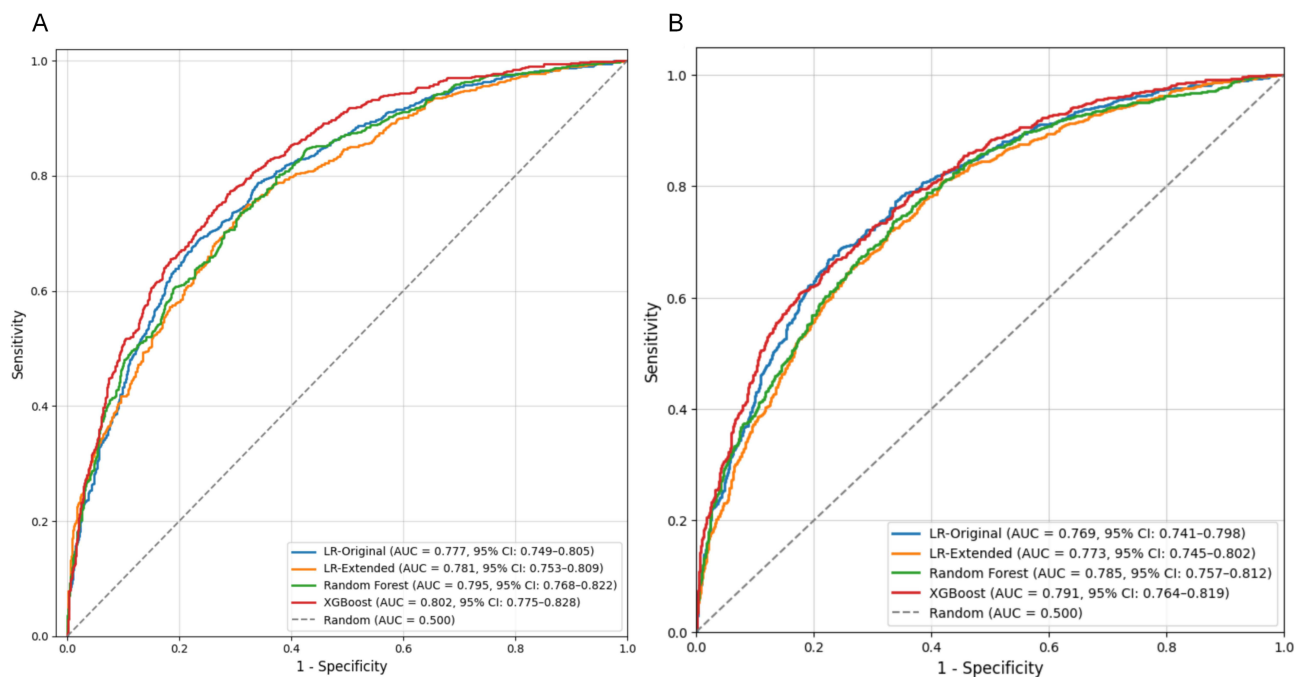 A
1.0
0.8
0.6
0.4
0.2
0.0
Sensitivity
0.0
0.2
0.4
0.6
0.8
1.0
1 - Specificity
LR-Original (AUC = 0.777, 95% CI: 0.749–0.805)
LR-Extended (AUC = 0.781, 95% CI: 0.753–0.809)
Random Forest (AUC = 0.795, 95% CI: 0.768–0.822)
XGBoost (AUC = 0.802, 95% CI: 0.775–0.828)
Random (AUC = 0.500)
B
1.0
0.8
0.6
0.4
0.2
0.0
Sensitivity
0.0
0.2
0.4
0.6
0.8
1.0
1 - Specificity
LR-Original (AUC = 0.769, 95% CI: 0.741–0.798)
LR-Extended (AUC = 0.773, 95% CI: 0.745–0.802)
Random Forest (AUC = 0.785, 95% CI: 0.757–0.812)
XGBoost (AUC = 0.791, 95% CI: 0.764–0.819)
Random (AUC = 0.500)